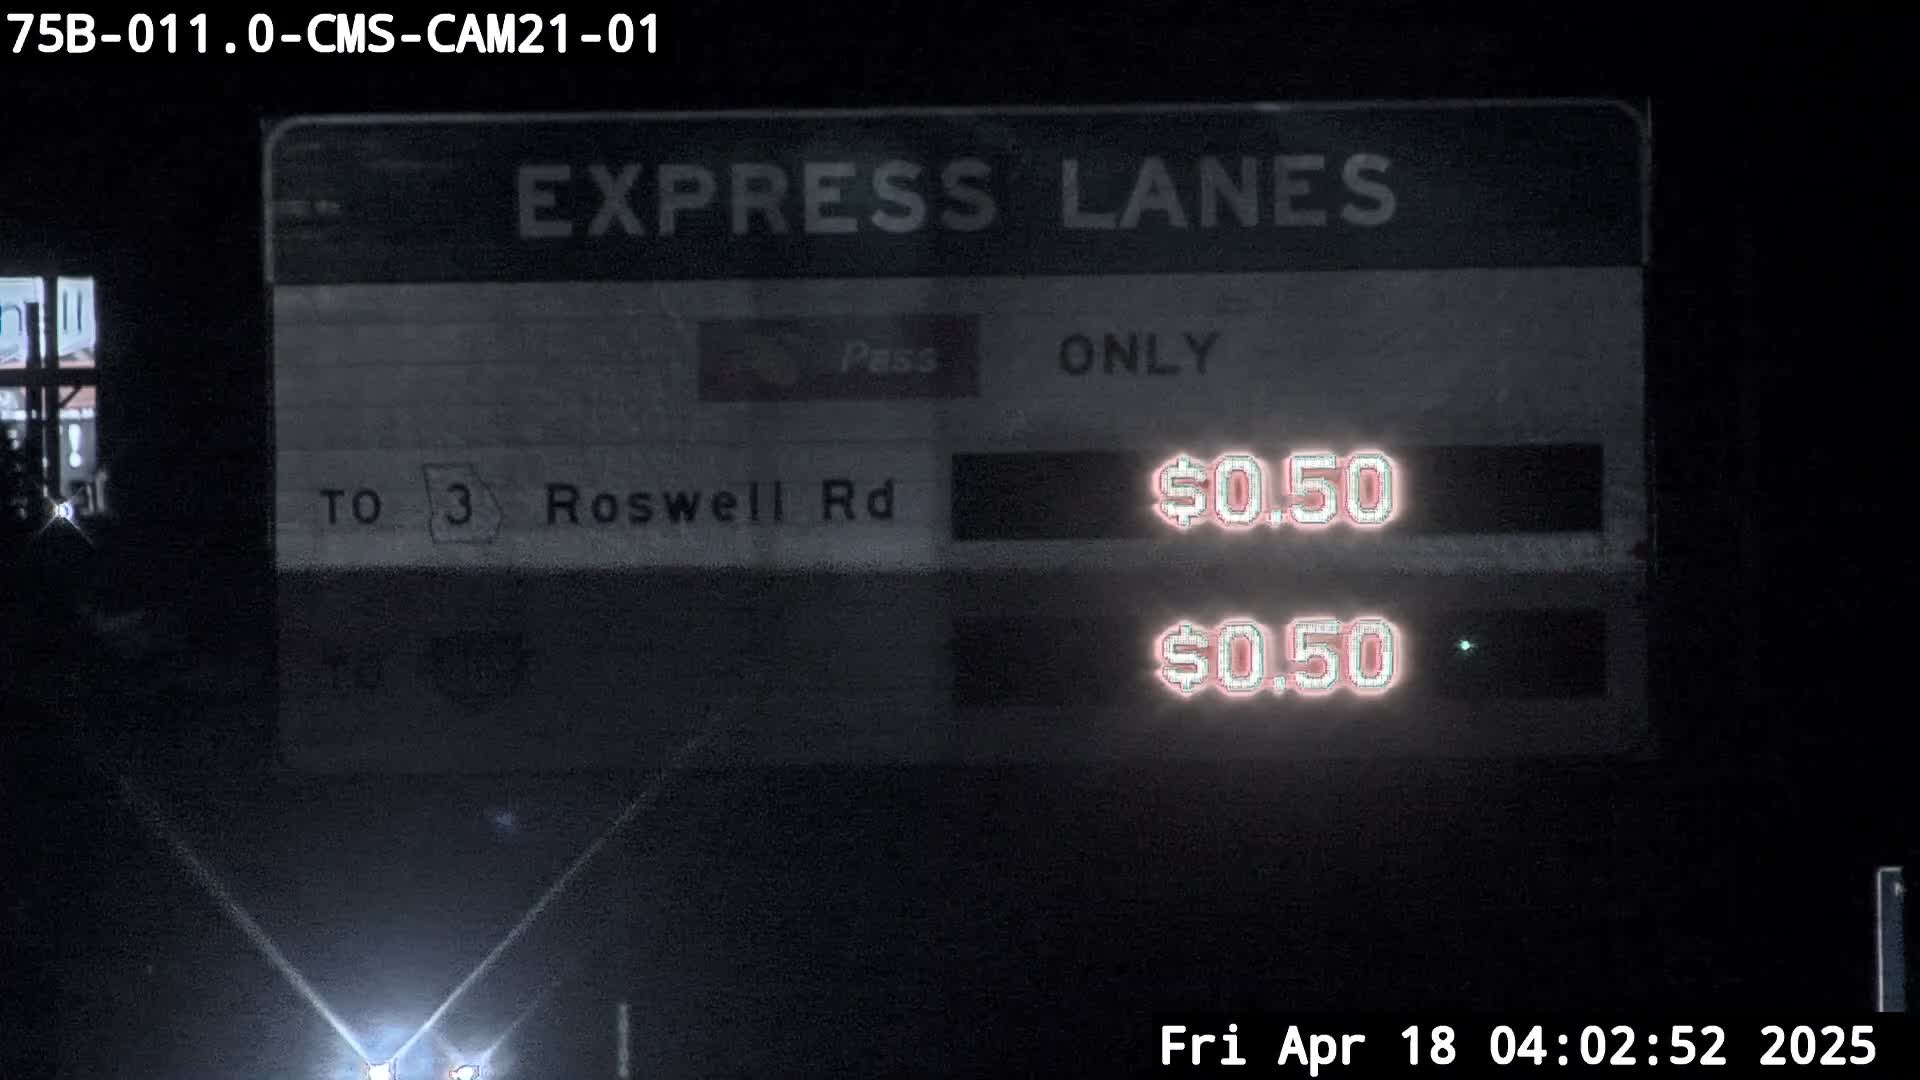 75B-011.0-CMS-CAM21-01
EXPRESS LANES
Pass ONLY
TO 3 Roswell Rd $0.50
TO $0.50
Fri Apr 18 04:02:52 2025